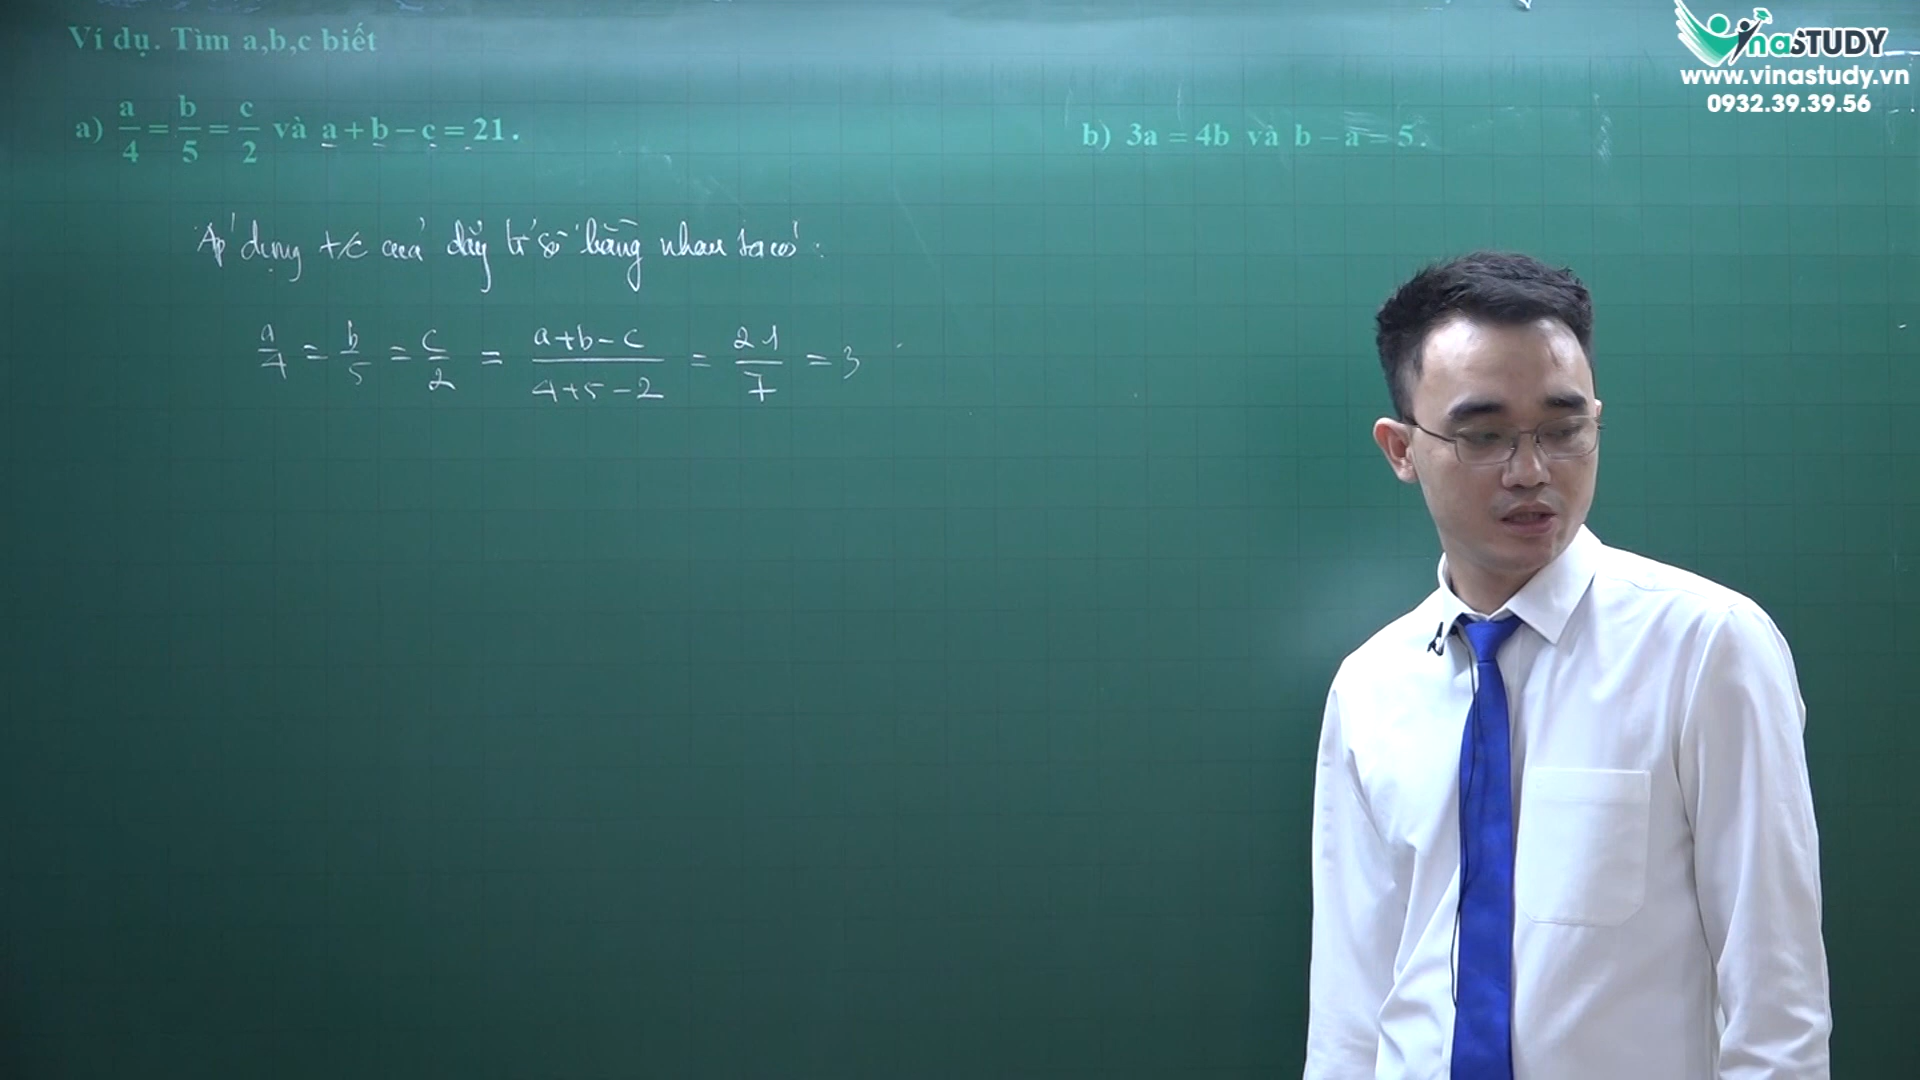 Ví dụ. Tìm a,b,c biết
a) a/4 = b/5 = c/2 và a + b − c = 21.
b) 3a = 4b và b − a = 5.
Áp dụng t/c của dãy tỉ số bằng nhau ta có:
a/4 = b/5 = c/2 = (a+b−c)/(4+5−2) = 21/7 = 3
VinaSTUDY
www.vinastudy.vn
0932.39.39.56